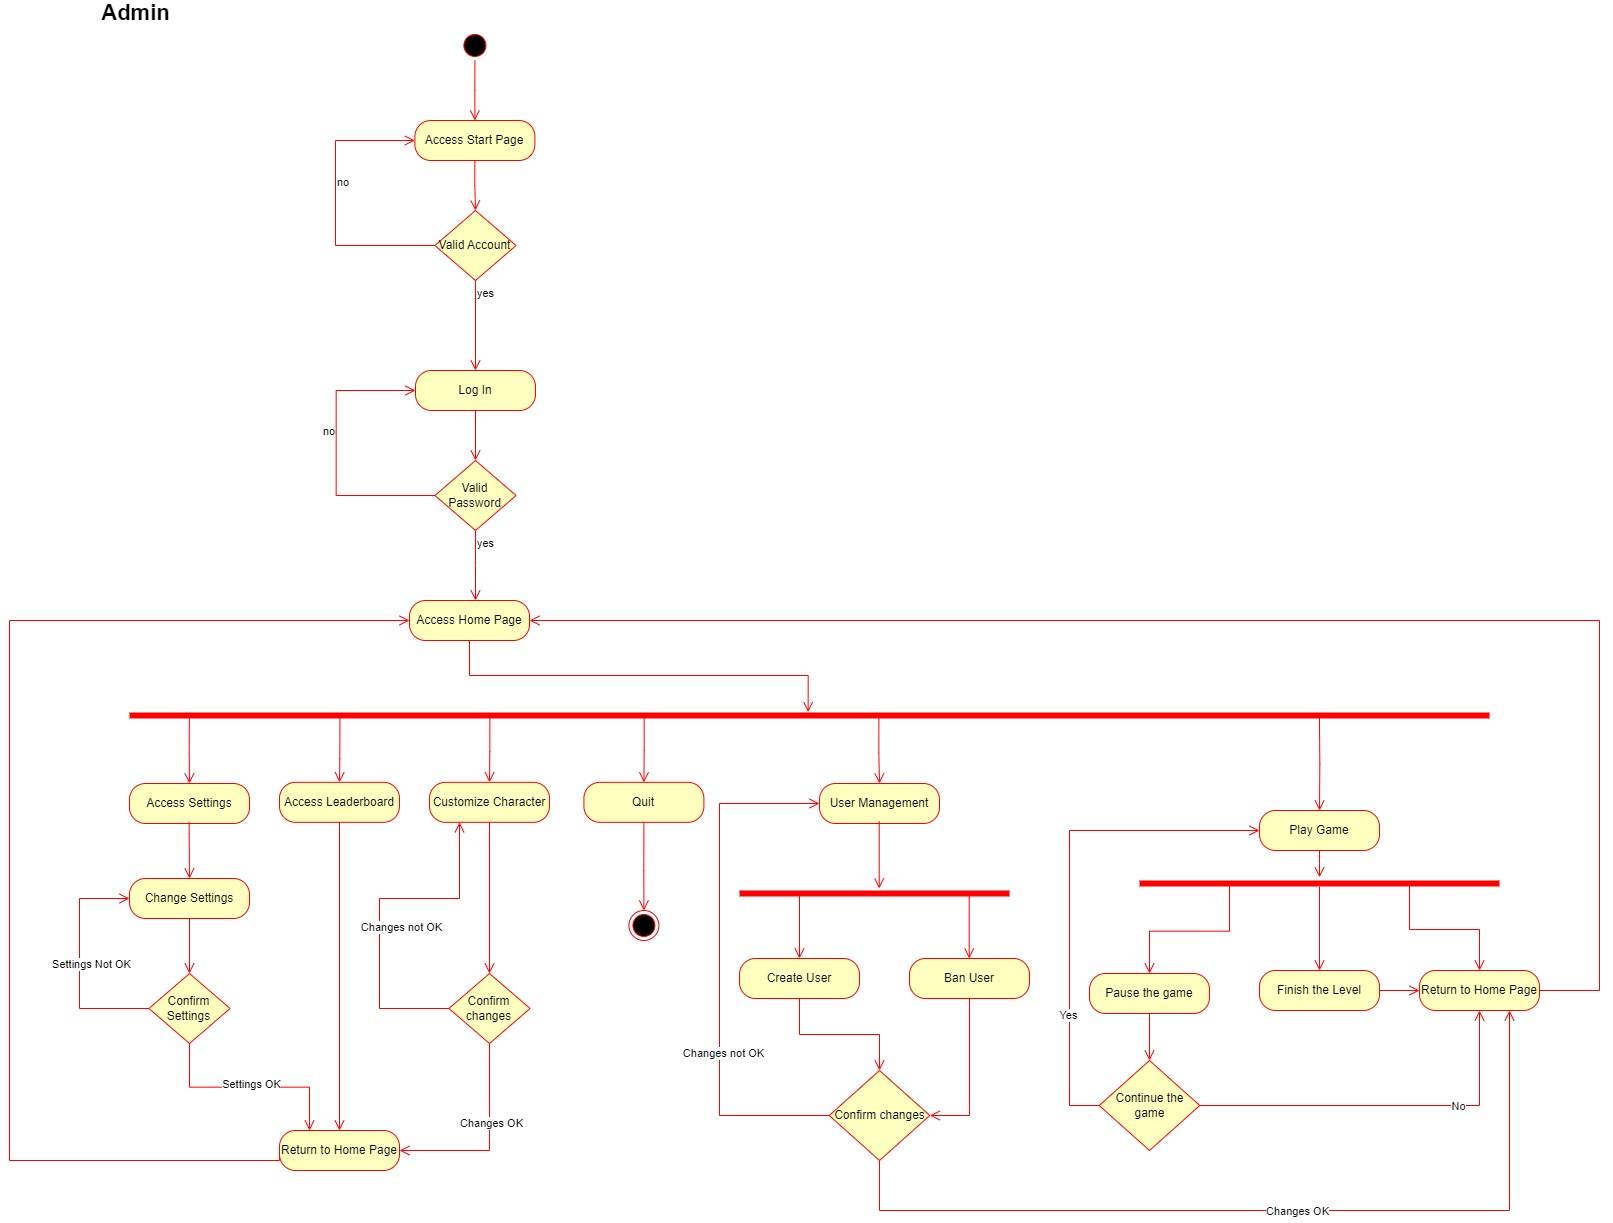 Admin
Access Start Page
no
Valid Account
yes
Log In
no
Valid
Password
yes
Access Home Page
Access Settings
Access Leaderboard
Customize Character
Quit
User Management
Play Game
Change Settings
Changes not OK
Settings Not OK
Create User
Ban User
Pause the game
Finish the Level
Return to Home Page
Confirm
Settings
Confirm
changes
Yes
Changes not OK
Settings OK
Continue the
game
No
Changes OK
Confirm changes
Return to Home Page
Changes OK